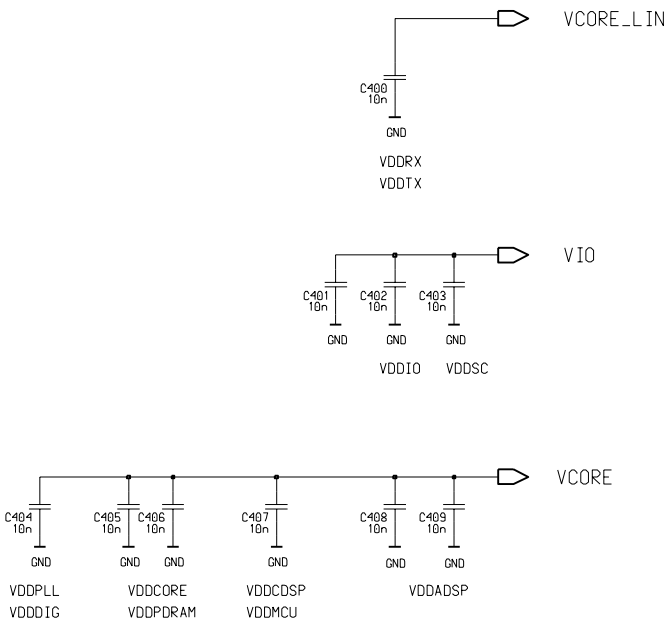 VCORE_LIN
C400
10n
GND
VDDRX
VDDTX
VIO
C401 C402 C403
10n 10n 10n
GND GND GND
VDDIO VDDSC
VCORE
C404 C405 C406 C407 C408 C409
10n 10n 10n 10n 10n 10n
GND GND GND GND GND GND
VDDPLL VDDCORE VDDCDSP VDDADSP
VDDDIG VDDPDRAM VDDMCU